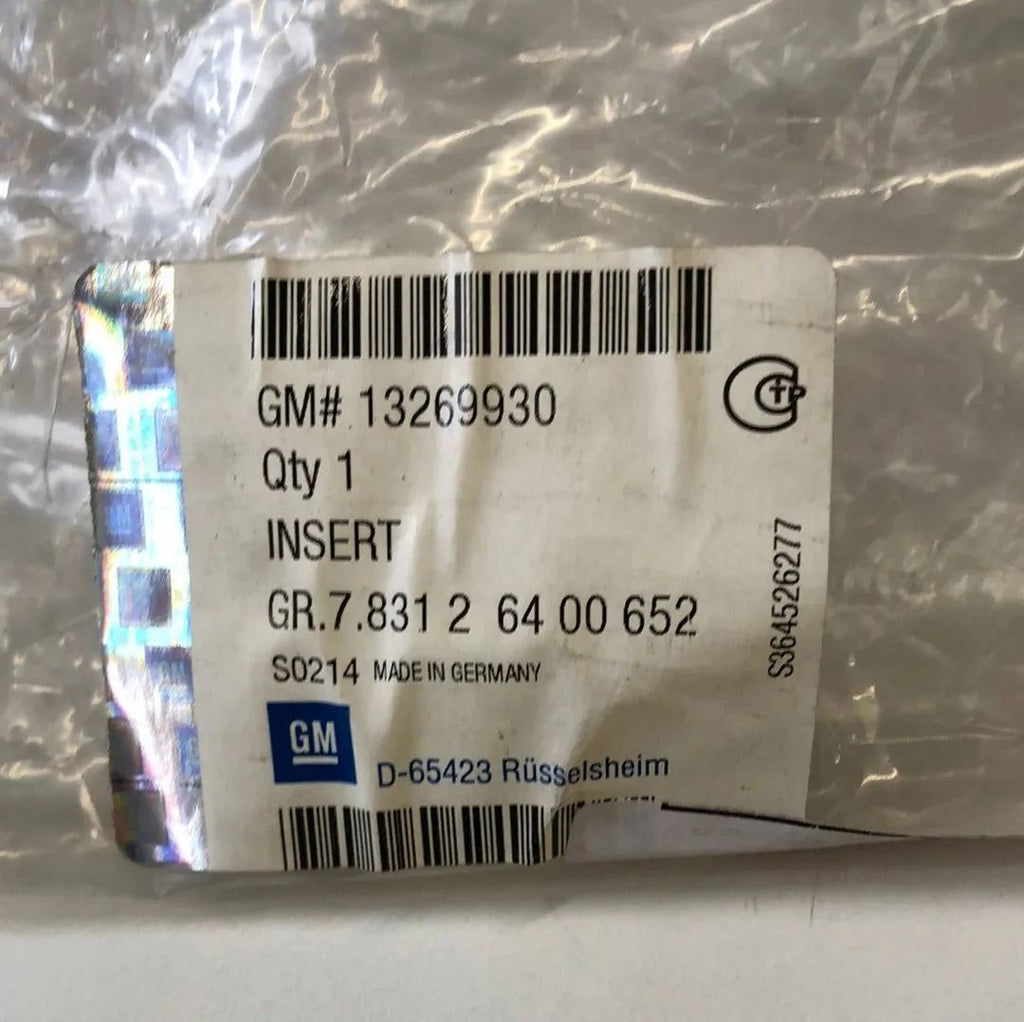 GM# 13269930
Qty 1
INSERT
GR.7.831 2 64 00 652
S0214 MADE IN GERMANY
GM
D-65423 Rüsselsheim
S364526277